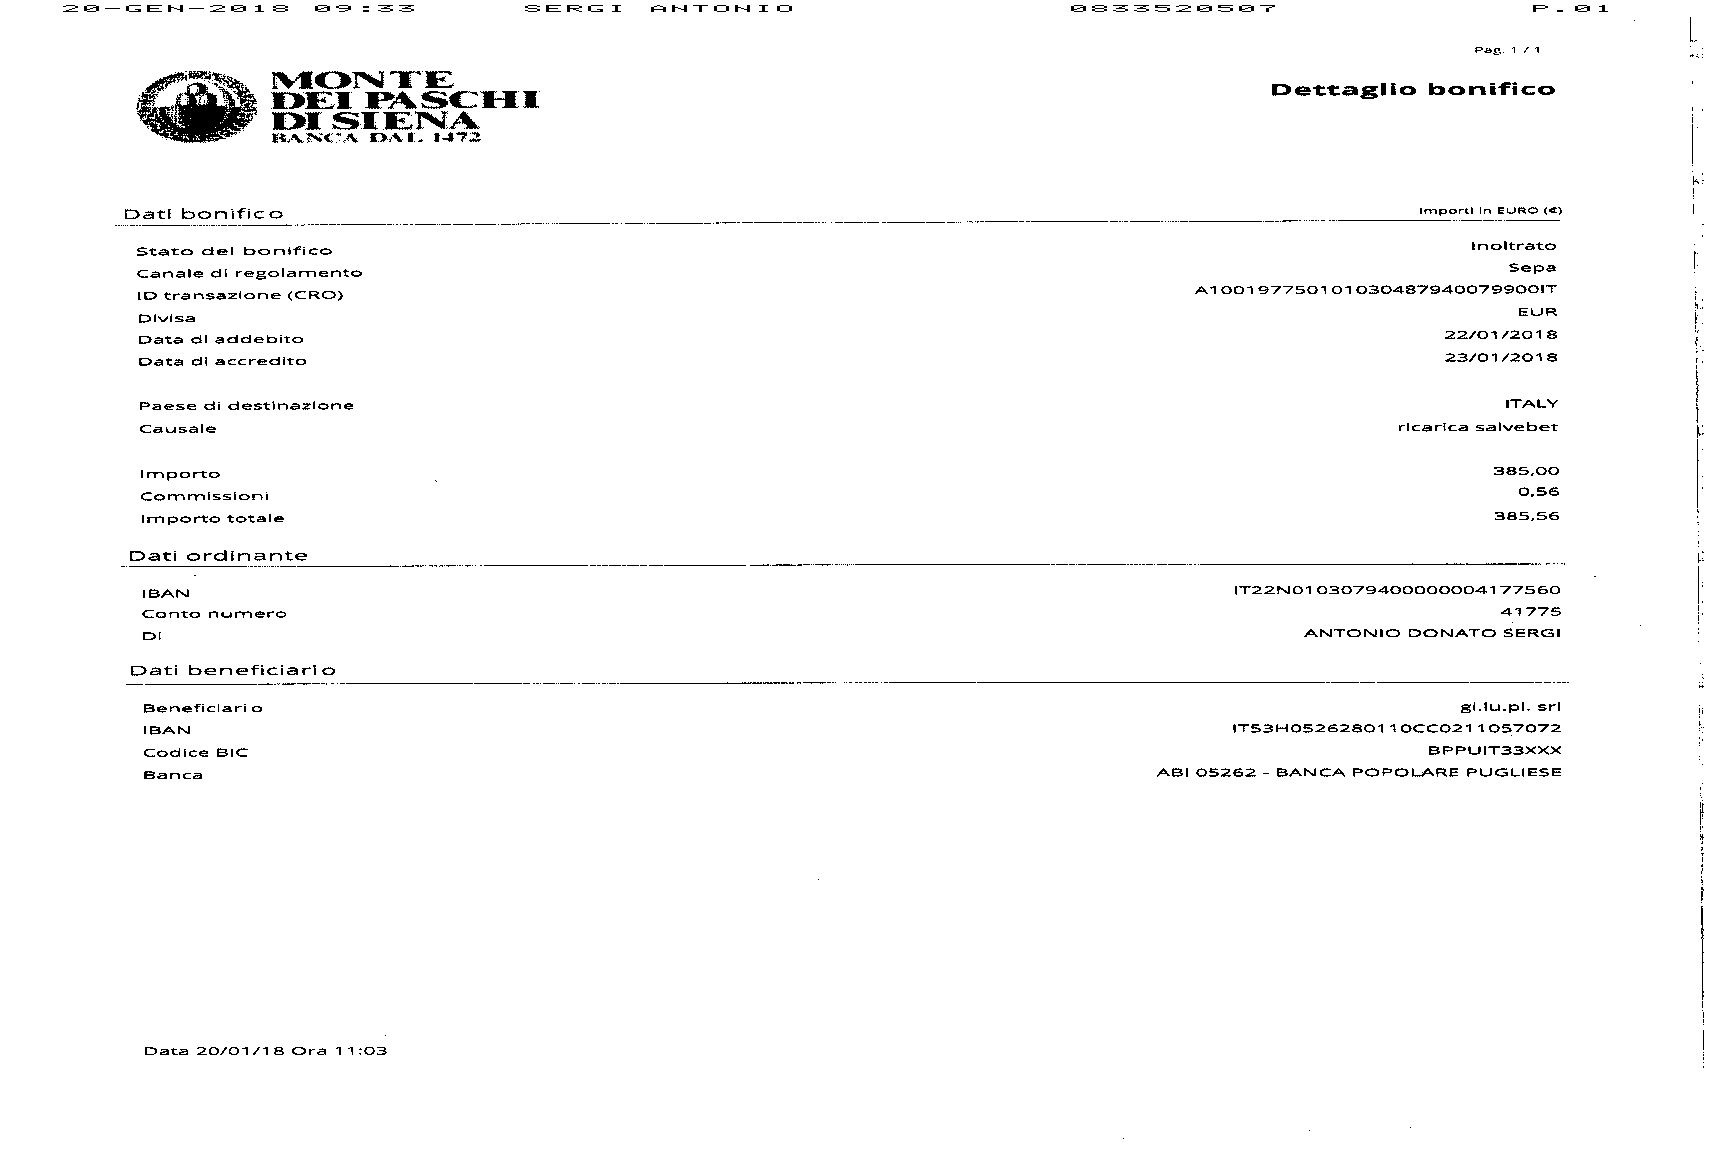 20-GEN-2018 09:33 SERGI ANTONIO 0833520507 P.01
Pag. 1 / 1
MONTE
DEI PASCHI
DI SIENA
BANCA DAL 1472
Dettaglio bonifico
Dati bonifico Importi in EURO (€)
Stato del bonifico Inoltrato
Canale di regolamento Sepa
ID transazione (CRO) A100197750101030487940079900IT
Divisa EUR
Data di addebito 22/01/2018
Data di accredito 23/01/2018
Paese di destinazione ITALY
Causale ricarica salvebet
Importo 385,00
Commissioni 0,56
Importo totale 385,56
Dati ordinante
IBAN IT22N0103079400000004177560
Conto numero 41775
Di ANTONIO DONATO SERGI
Dati beneficiario
Beneficiario gi.lu.pi. srl
IBAN IT53H0526280110CC0211057072
Codice BIC BPPUIT33XXX
Banca ABI 05262 - BANCA POPOLARE PUGLIESE
Data 20/01/18 Ora 11:03